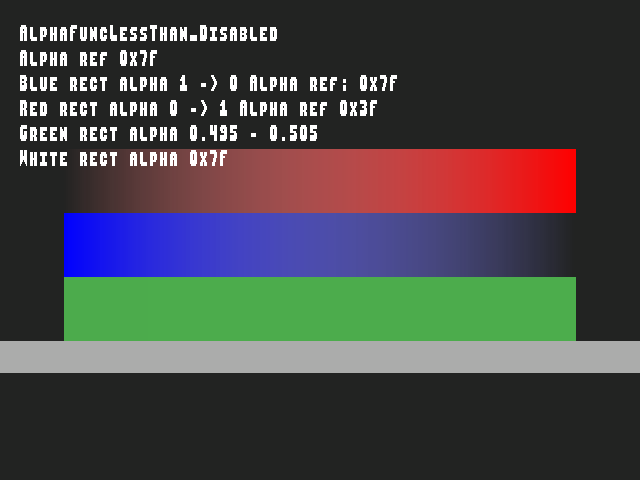 AlphaFuncLessThan_Disabled
Alpha ref 0x7f
Blue rect alpha 1 -> 0 Alpha ref: 0x7f
Red rect alpha 0 -> 1 Alpha ref 0x3f
Green rect alpha 0.495 - 0.505
White rect alpha 0x7f